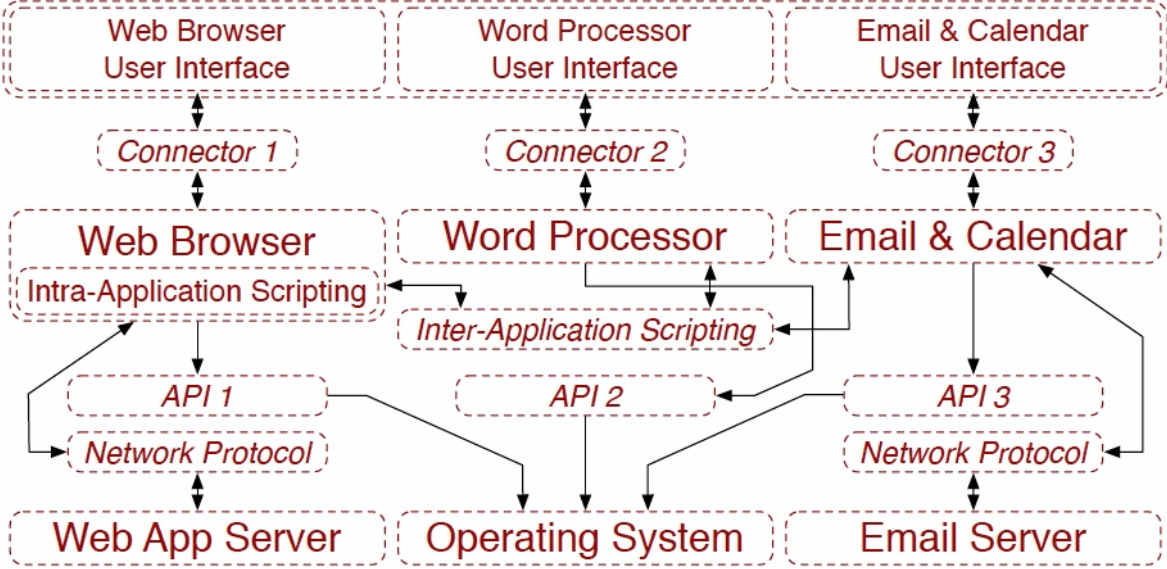 Web Browser
User Interface
Word Processor
User Interface
Email & Calendar
User Interface
Connector 1
Connector 2
Connector 3
Web Browser
Word Processor
Email & Calendar
Intra-Application Scripting
Inter-Application Scripting
API 1
API 2
API 3
Network Protocol
Network Protocol
Web App Server
Operating System
Email Server